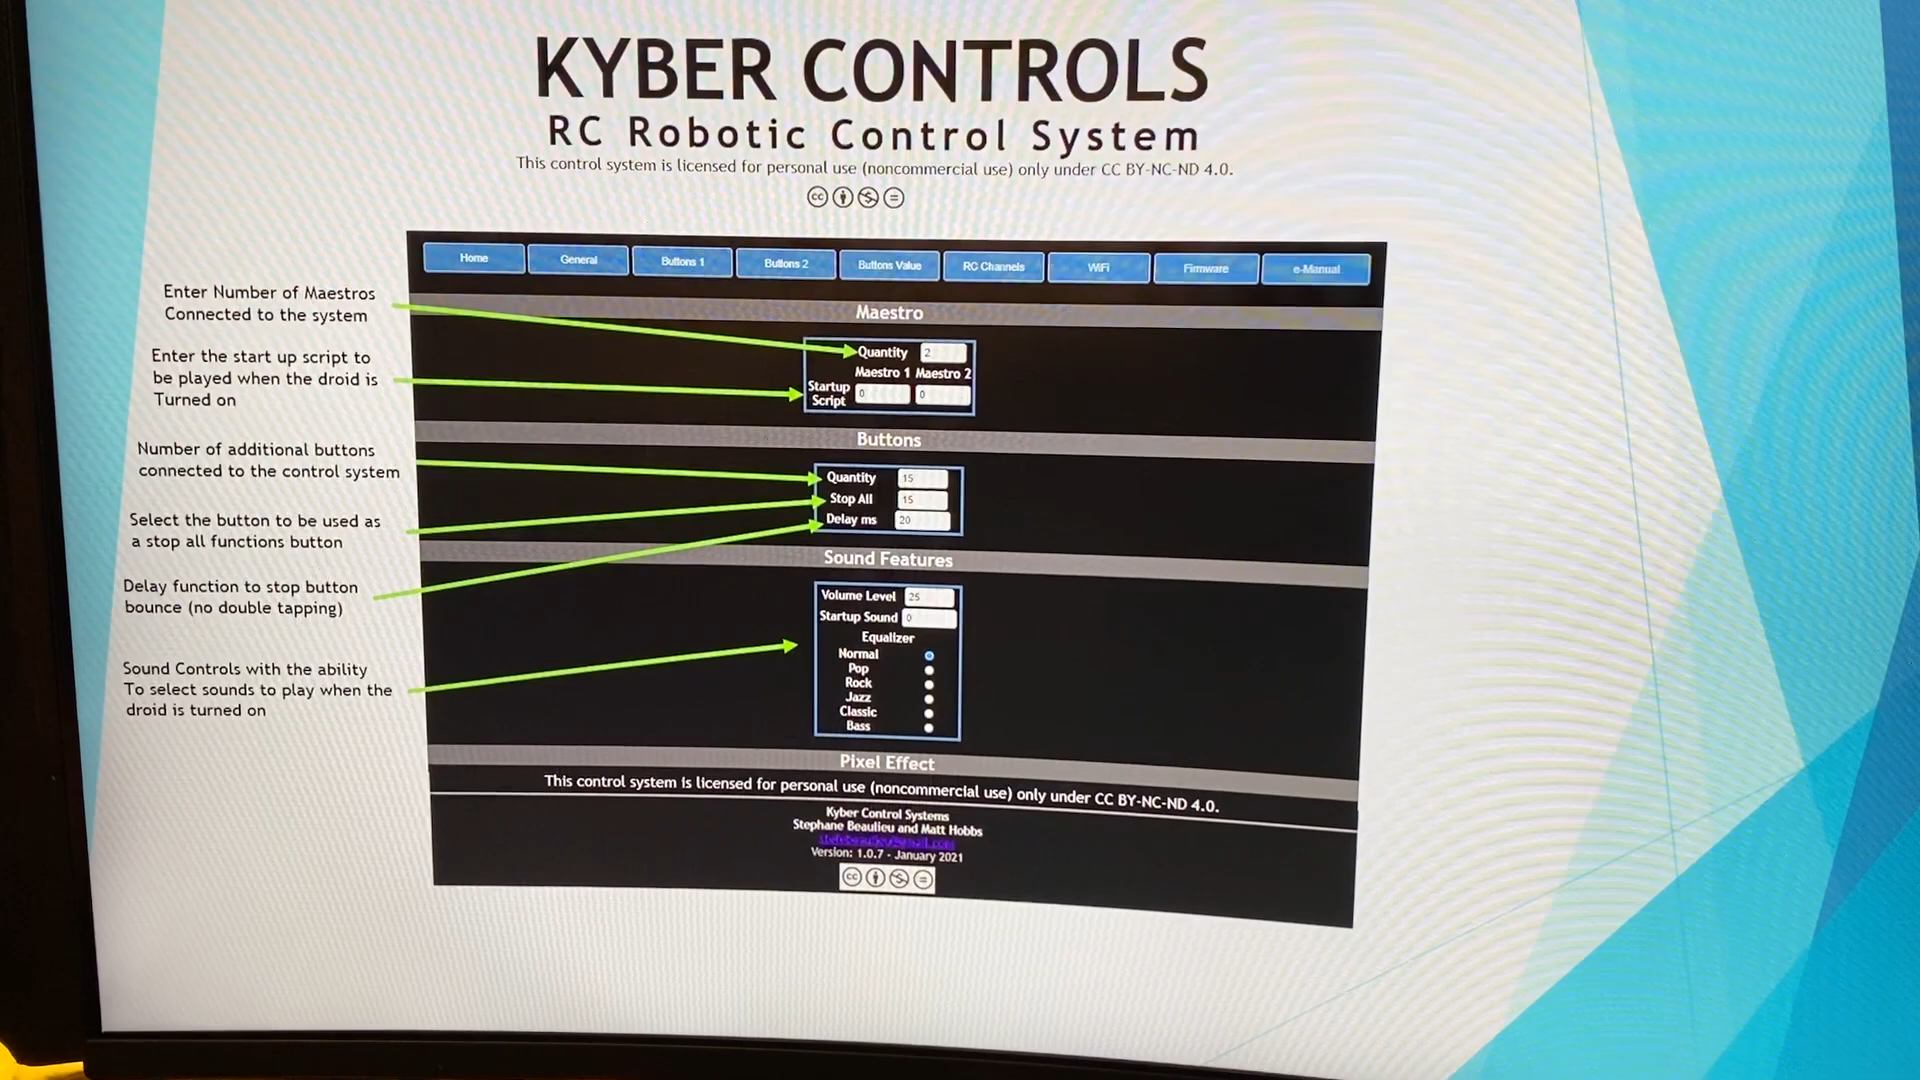 KYBER CONTROLS
RC Robotic Control System
This control system is licensed for personal use (noncommercial use) only under CC BY-NC-ND 4.0.
cc
Home General Buttons 1 Buttons 2 Buttons Value RC Channels WiFi Firmware e-Manual
Enter Number of Maestros
Connected to the system
Enter the start up script to
be played when the droid is
Turned on
Number of additional buttons
connected to the control system
Select the button to be used as
a stop all functions button
Delay function to stop button
bounce (no double tapping)
Sound Controls with the ability
To select sounds to play when the
droid is turned on
Maestro
Quantity 2
Maestro 1 Maestro 2
Startup
Script 0 0
Buttons
Quantity 15
Stop All 15
Delay ms 20
Sound Features
Volume Level 25
Startup Sound 0
Equalizer
Normal
Pop
Rock
Jazz
Classic
Bass
Pixel Effect
This control system is licensed for personal use (noncommercial use) only under CC BY-NC-ND 4.0.
Kyber Control Systems
Stephane Beaulieu and Matt Hobbs
Version: 1.0.7 - January 2021
cc